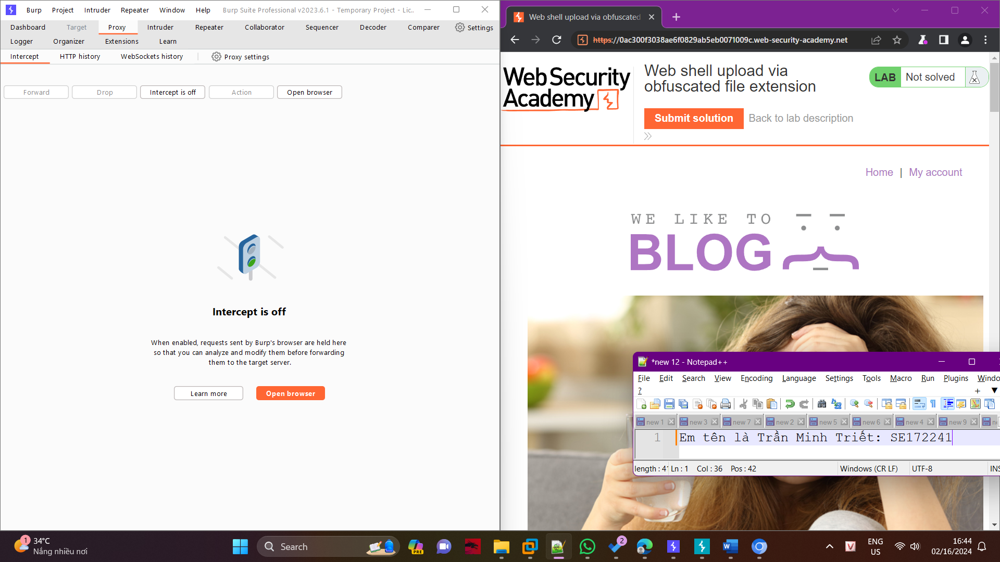 Burp Project Intruder Repeater Window Help Burp Suite Professional v2023.6.1 - Temporary Project - Lic...
Dashboard Target Proxy Intruder Repeater Collaborator Sequencer Decoder Comparer Settings
Logger Organizer Extensions Learn
Intercept HTTP history WebSockets history Proxy settings
Forward Drop Intercept is off Action Open browser
Intercept is off
When enabled, requests sent by Burp's browser are held here
so that you can analyze and modify them before forwarding
them to the target server.
Learn more Open browser
Web shell upload via obfuscated
https://0ac300f3038ae6f0829ab5eb0071009c.web-security-academy.net
Web Security
Academy
Web shell upload via
obfuscated file extension
LAB Not solved
Submit solution Back to lab description
Home | My account
WE LIKE TO
BLOG
*new 12 - Notepad++
File Edit Search View Encoding Language Settings Tools Macro Run Plugins Windo
?
new 1 new 3 new 7 new 2 new 5 new 6 new 4 new 9
1 Em tên là Trần Minh Triết: SE172241
length : 41 Ln : 1 Col : 36 Pos : 42 Windows (CR LF) UTF-8 INS
1 34°C
Nắng nhiều nơi
Search
PRE
2
ENG
US
16:44
02/16/2024